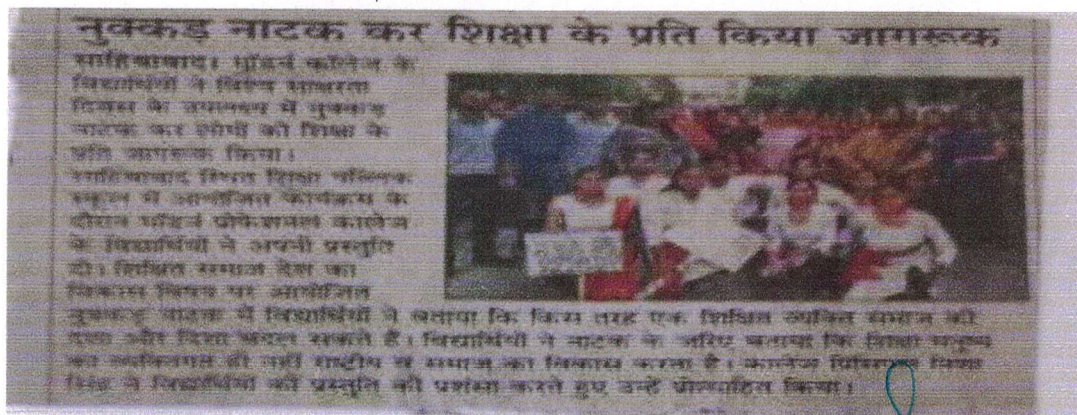 नुक्कड़ नाटक कर शिक्षा के प्रति किया जागरूक
साहिबाबाद। मॉडर्न कॉलेज के
विद्यार्थियों ने विश्व साक्षरता
दिवस के उपलक्ष्य में नुक्कड़
नाटक कर लोगों को शिक्षा के
प्रति जागरूक किया।
साहिबाबाद स्थित शिक्षा पब्लिक
स्कूल में आयोजित कार्यक्रम के
दौरान मॉडर्न प्रोफेशनल कालेज
के विद्यार्थियों ने अपनी प्रस्तुति
दी। शिक्षित समाज देश का
विकास विषय पर आयोजित
नुक्कड़ नाटक में विद्यार्थियों ने बताया कि किस तरह एक शिक्षित व्यक्ति समाज की
दशा और दिशा बदल सकते हैं। विद्यार्थियों ने नाटक के जरिए बताया कि शिक्षा मनुष्य
का व्यक्तिगत ही नहीं राष्ट्रीय व समाज का विकास करता है। कालेज प्रिंसिपल निशा
सिंह ने विद्यार्थियों की प्रस्तुति की प्रशंसा करते हुए उन्हें प्रोत्साहित किया।